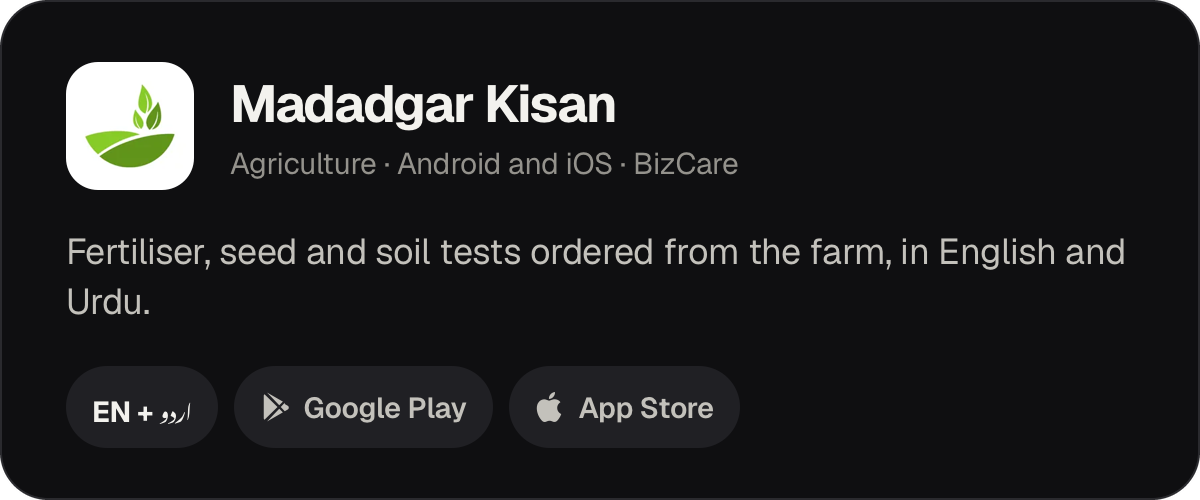 Madadgar Kisan
Agriculture · Android and iOS · BizCare
Fertiliser, seed and soil tests ordered from the farm, in English and
Urdu.
EN + اردو
Google Play
App Store